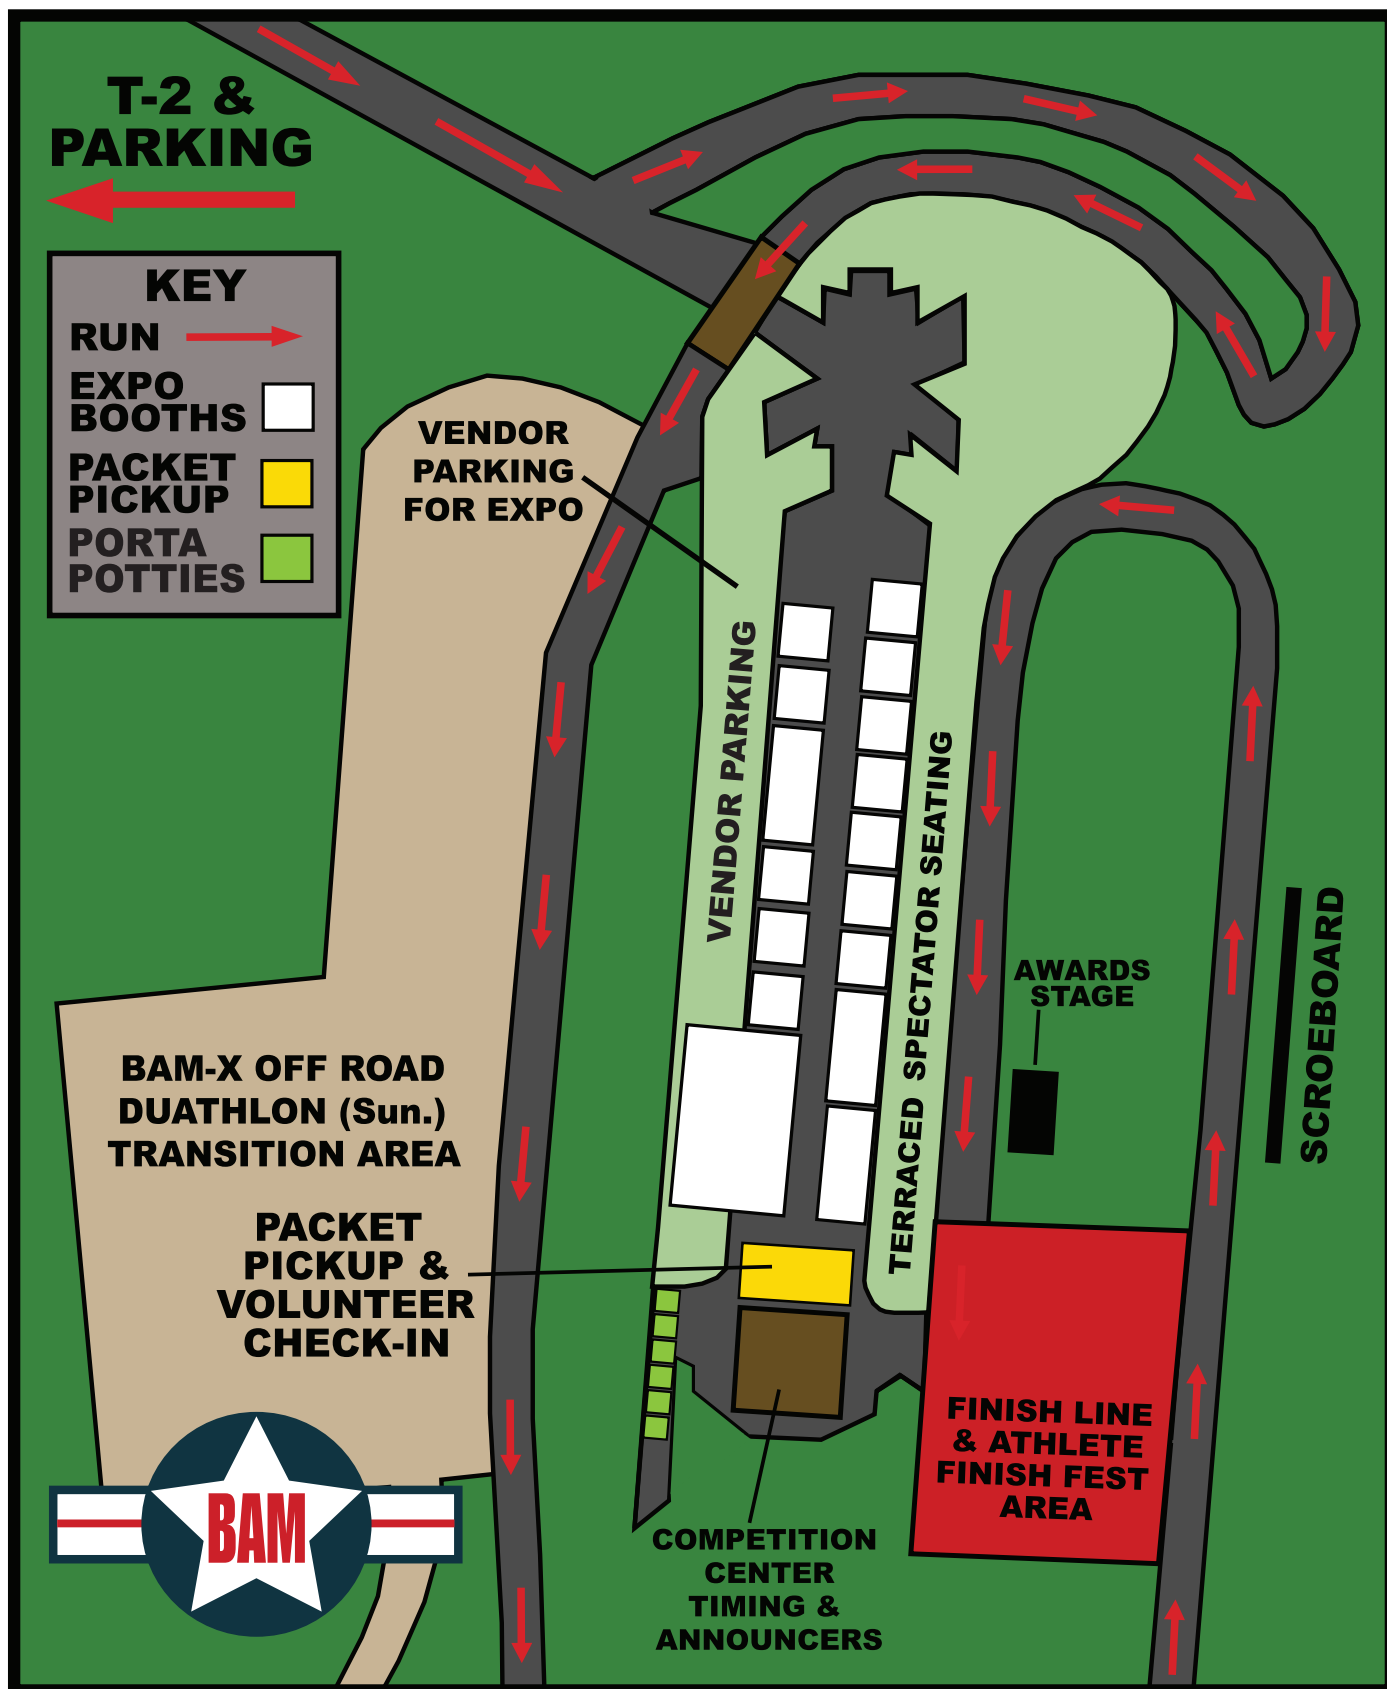 T-2 &
PARKING
KEY
RUN
EXPO
BOOTHS
PACKET
PICKUP
PORTA
POTTIES
VENDOR
PARKING
FOR EXPO
VENDOR PARKING
TERRACED SPECTATOR SEATING
AWARDS
STAGE
SCROEBOARD
BAM-X OFF ROAD
DUATHLON (Sun.)
TRANSITION AREA
PACKET
PICKUP &
VOLUNTEER
CHECK-IN
FINISH LINE
& ATHLETE
FINISH FEST
AREA
BAM
COMPETITION
CENTER
TIMING &
ANNOUNCERS